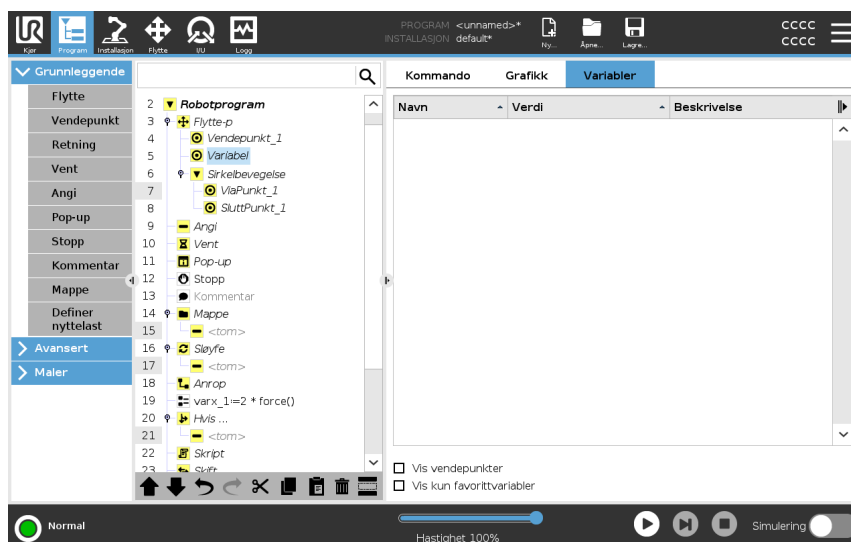 PROGRAM <unnamed>*
INSTALLASJON default*
CCCC
CCCC
Kjør
Program
Installasjon
Flytte
I/U
Logg
Ny...
Åpne...
Lagre...
Grunnleggende
Flytte
Vendepunkt
Retning
Vent
Angi
Pop-up
Stopp
Kommentar
Mappe
Definer
nyttelast
Avansert
Maler
2 Robotprogram
3 Flytte-p
4 Vendepunkt_1
5 Variabel
6 Sirkelbevegelse
7 ViaPunkt_1
8 SluttPunkt_1
9 Angi
10 Vent
11 Pop-up
12 Stopp
13 Kommentar
14 Mappe
15 <tom>
16 Sløyfe
17 <tom>
18 Anrop
19 varx_1:=2 * force()
20 Hvis ...
21 <tom>
22 Skript
23 Skift
Kommando
Grafikk
Variabler
Navn
Verdi
Beskrivelse
Vis vendepunkter
Vis kun favorittvariabler
Normal
Hastighet 100%
Simulering